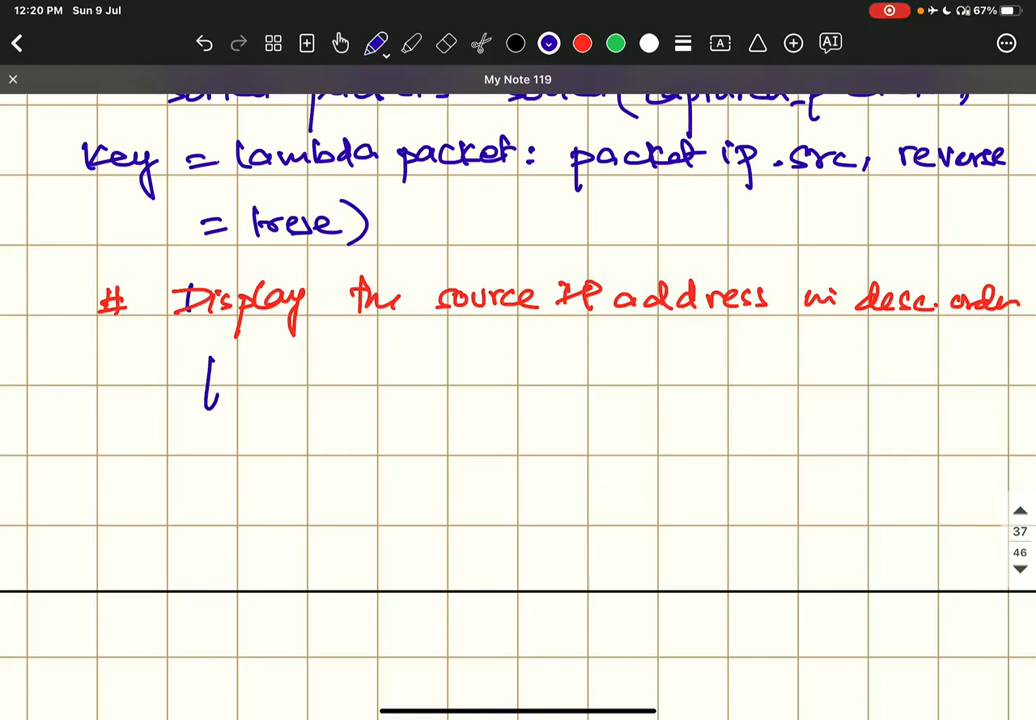 12:20 PM Sun 9 Jul
67%
AI
My Note 119
key = lambda packet: packet ip.src, reverse
= true)
# Display the source IP address in desc. order
[
37
46